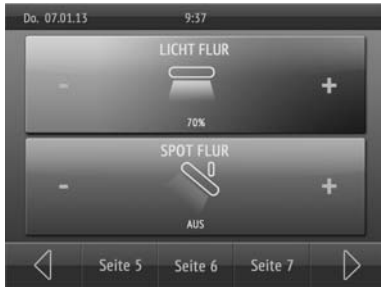 Do. 07.01.13 9:37
LICHT FLUR
- +
70%
SPOT FLUR
- +
AUS
Seite 5 Seite 6 Seite 7